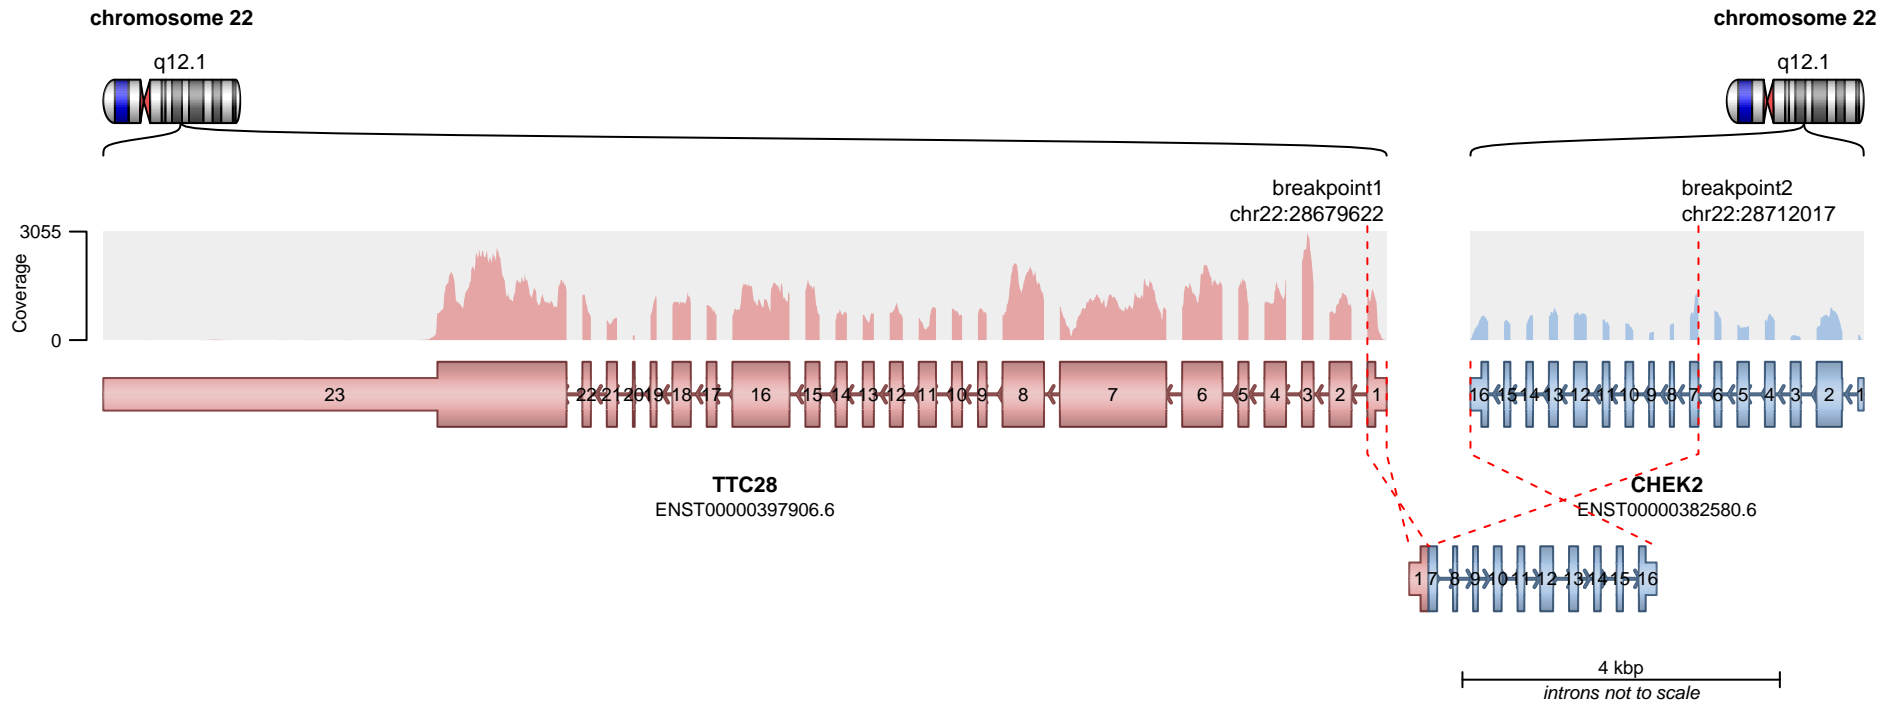 chromosome 22
chromosome 22
q12.1
q12.1
breakpoint1
chr22:28679622
breakpoint2
chr22:28712017
3055
Coverage
0
23 22 21 20 19 18 17 16 15 14 13 12 11 10 9 8 7 6 5 4 3 2 1
16 15 14 13 12 11 10 9 8 7 6 5 4 3 2 1
TTC28
ENST00000397906.6
CHEK2
ENST00000382580.6
1 7 8 9 10 11 12 13 14 15 16
4 kbp
introns not to scale